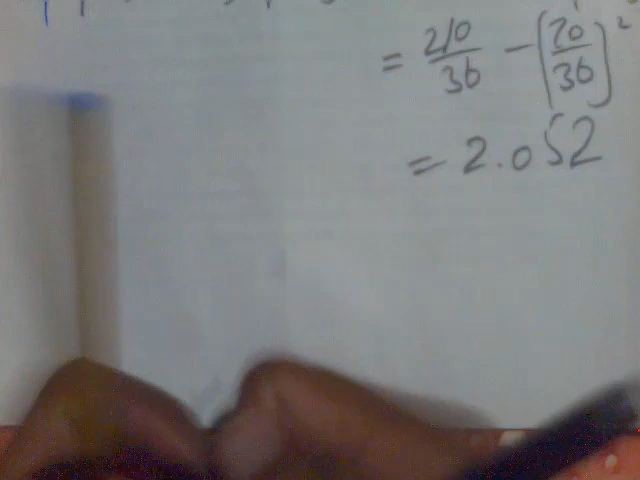 = 210/36 - (70/36)²
= 2.052